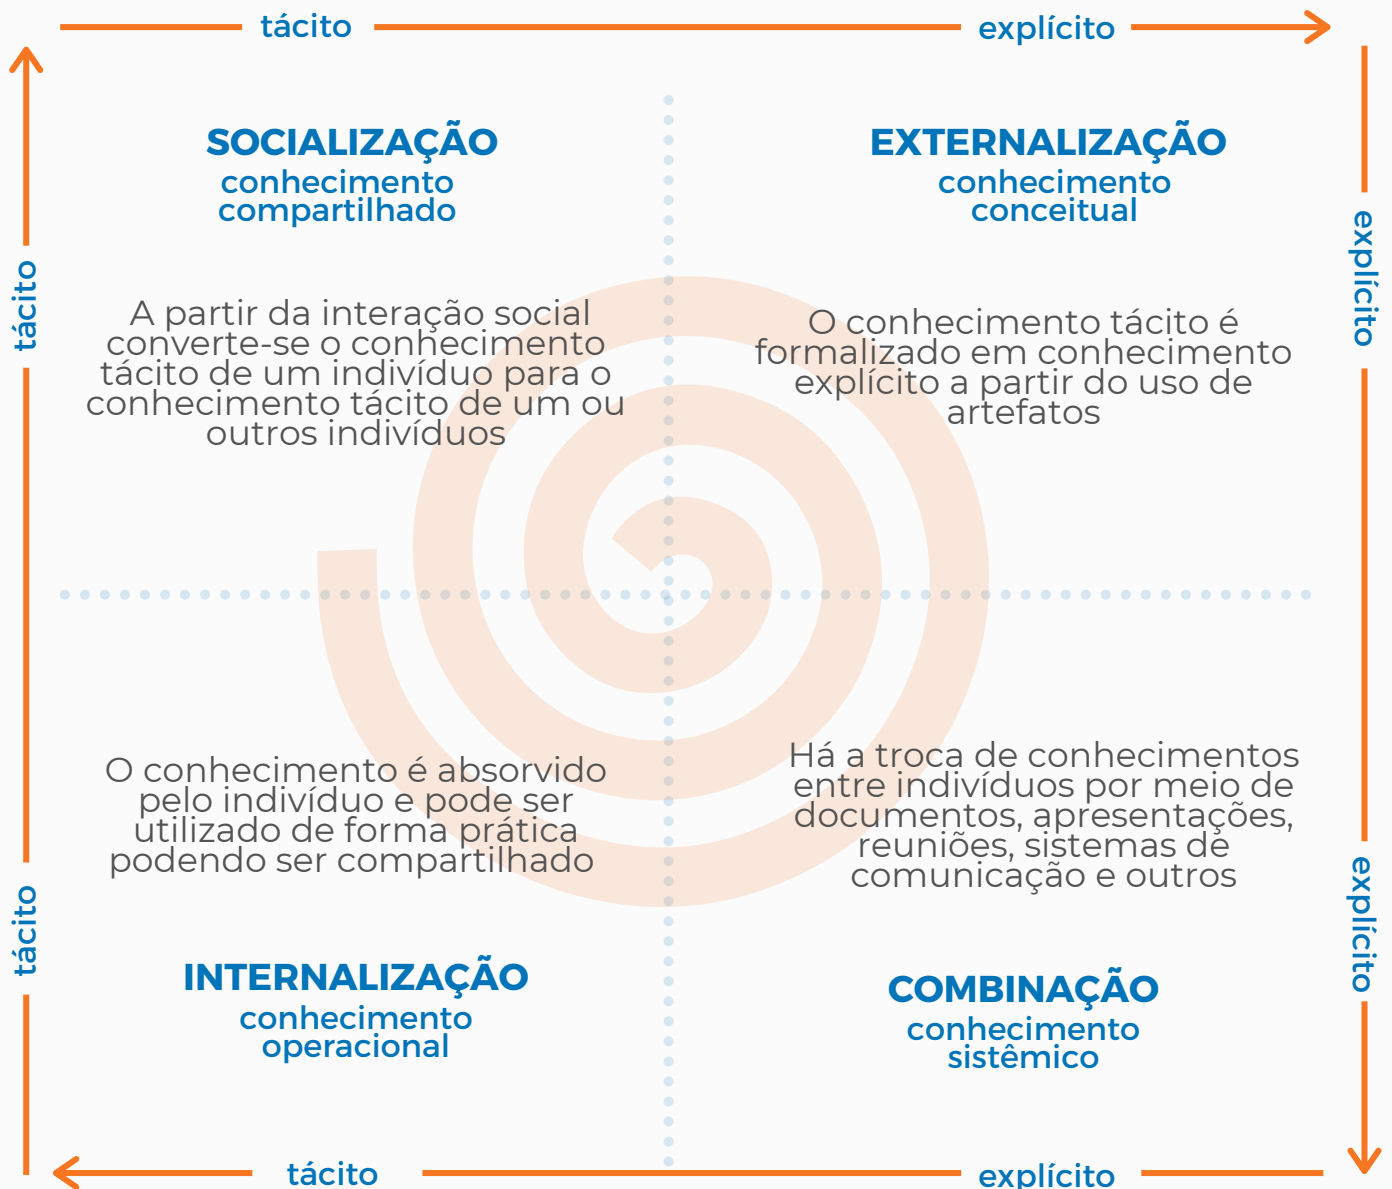 tácito
explícito
SOCIALIZAÇÃO
conhecimento
compartilhado
EXTERNALIZAÇÃO
conhecimento
conceitual
tácito
explícito
A partir da interação social
converte-se o conhecimento
tácito de um indivíduo para o
conhecimento tácito de um ou
outros indivíduos
O conhecimento tácito é
formalizado em conhecimento
explícito a partir do uso de
artefatos
O conhecimento é absorvido
pelo indivíduo e pode ser
utilizado de forma prática
podendo ser compartilhado
Há a troca de conhecimentos
entre indivíduos por meio de
documentos, apresentações,
reuniões, sistemas de
comunicação e outros
tácito
explícito
INTERNALIZAÇÃO
conhecimento
operacional
COMBINAÇÃO
conhecimento
sistêmico
tácito
explícito